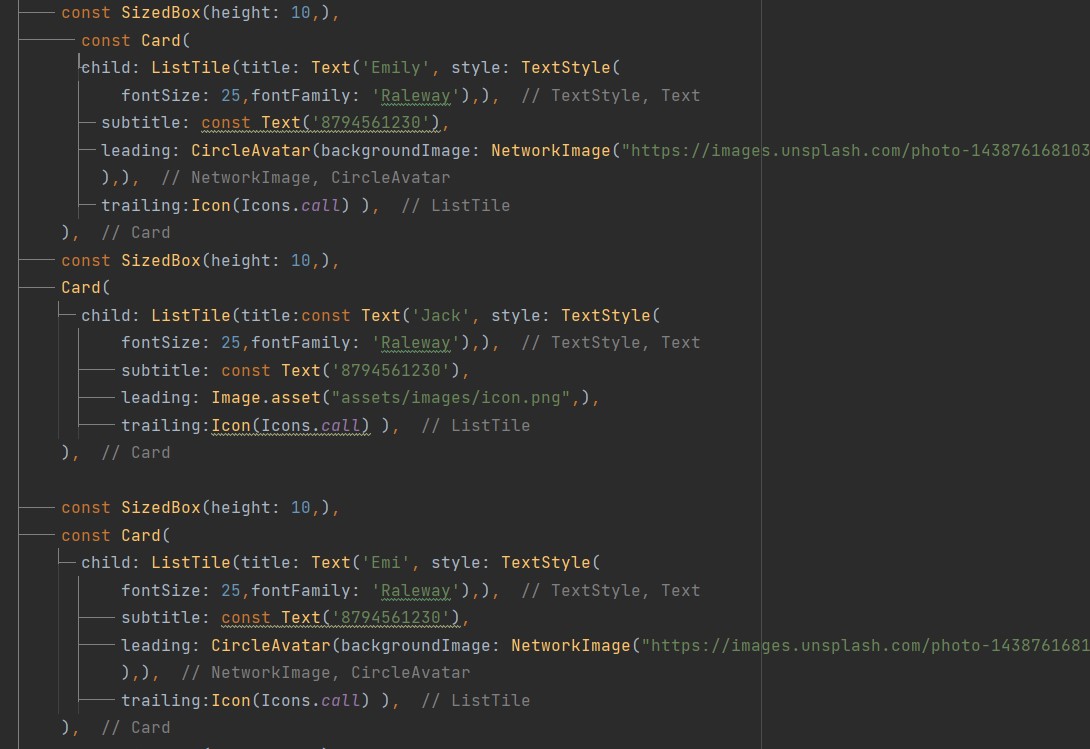 const SizedBox(height: 10,),
const Card(
child: ListTile(title: Text('Emily', style: TextStyle(
fontSize: 25,fontFamily: 'Raleway'),),  // TextStyle, Text
subtitle: const Text('8794561230'),
leading: CircleAvatar(backgroundImage: NetworkImage("https://images.unsplash.com/photo-143876168103
),),  // NetworkImage, CircleAvatar
trailing:Icon(Icons.call) ),  // ListTile
),  // Card
const SizedBox(height: 10,),
Card(
child: ListTile(title:const Text('Jack', style: TextStyle(
fontSize: 25,fontFamily: 'Raleway'),),  // TextStyle, Text
subtitle: const Text('8794561230'),
leading: Image.asset("assets/images/icon.png",),
trailing:Icon(Icons.call) ),  // ListTile
),  // Card
const SizedBox(height: 10,),
const Card(
child: ListTile(title: Text('Emi', style: TextStyle(
fontSize: 25,fontFamily: 'Raleway'),),  // TextStyle, Text
subtitle: const Text('8794561230'),
leading: CircleAvatar(backgroundImage: NetworkImage("https://images.unsplash.com/photo-1438761681
),),  // NetworkImage, CircleAvatar
trailing:Icon(Icons.call) ),  // ListTile
),  // Card